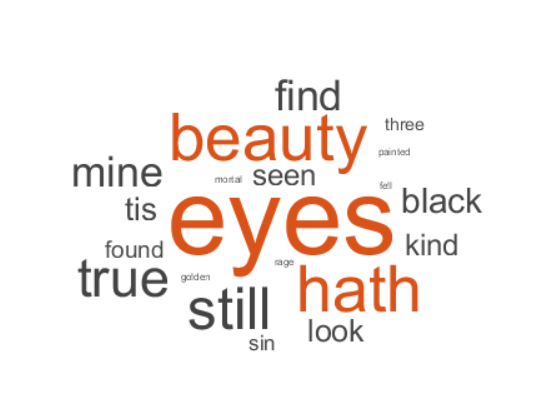 find
beauty
three
painted
mine
mortal
seen
fell
tis
eyes
black
found
kind
true
golden
rage
hath
still
look
sin